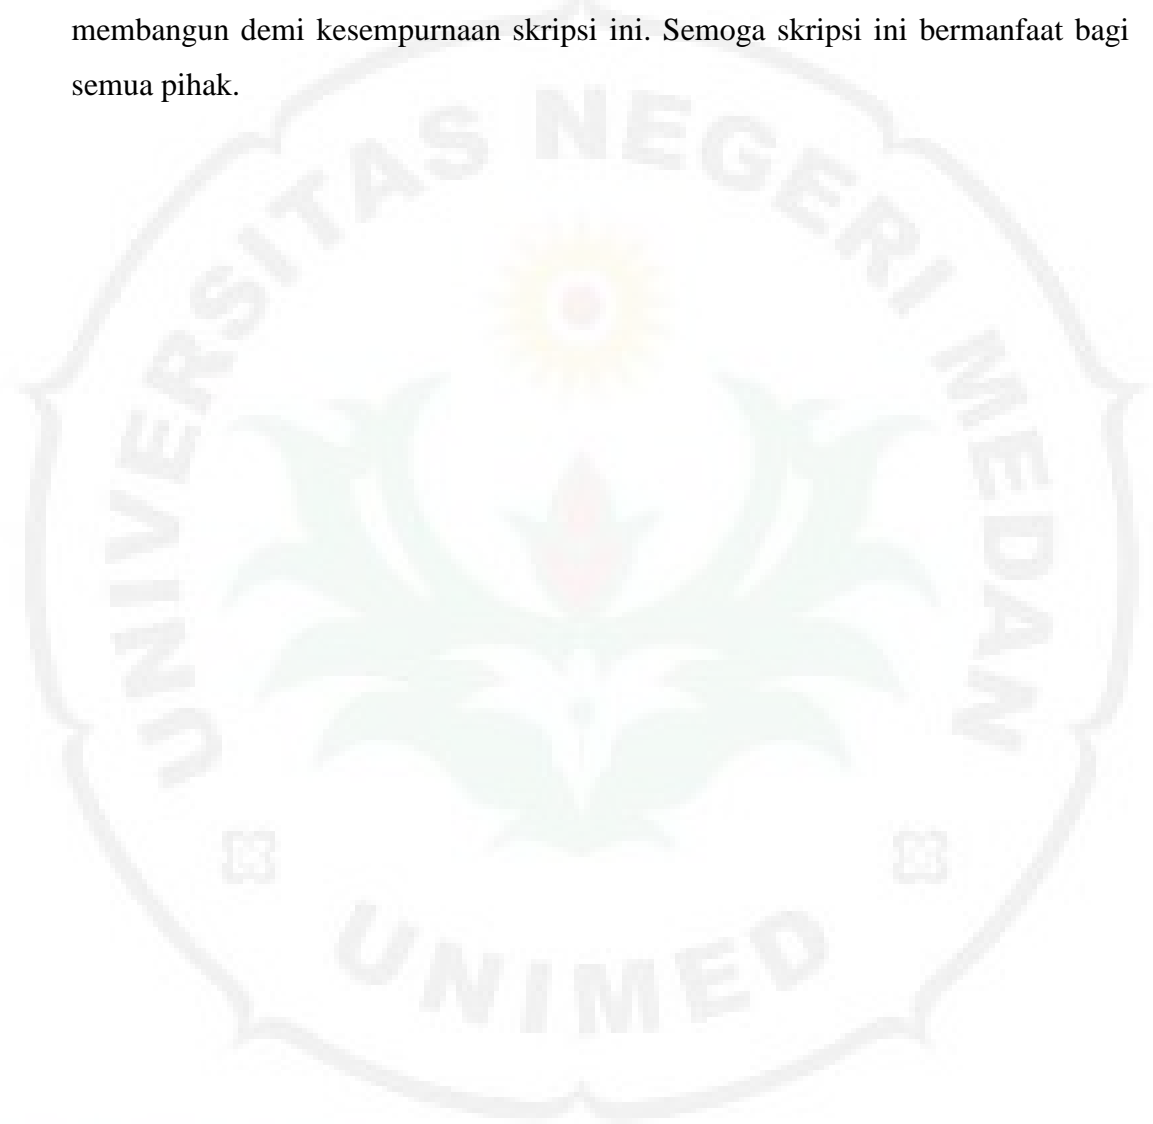 membangun demi kesempurnaan skripsi ini. Semoga skripsi ini bermanfaat bagi
semua pihak.
UNIVERSITAS NEGERI MEDAN
UNIMED